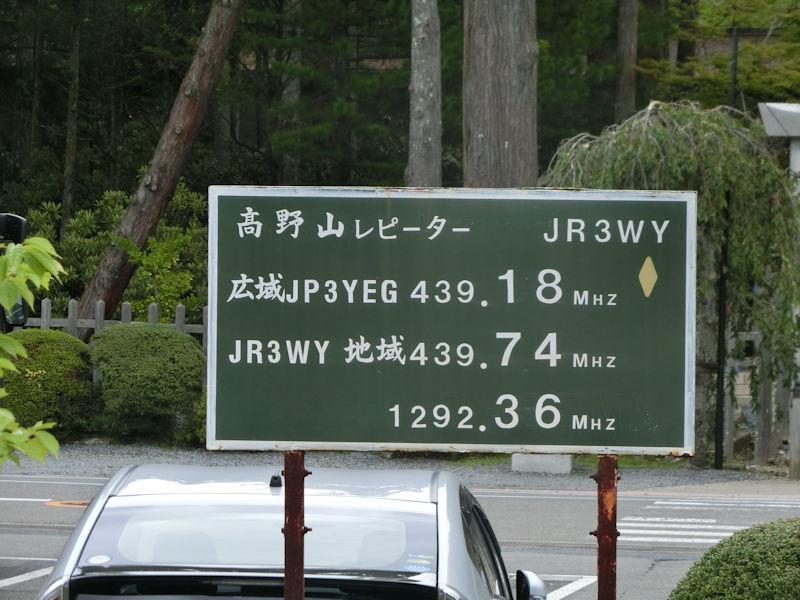 高野山レピーター JR3WY
広域JP3YEG 439.18 MHz
JR3WY 地域439.74 MHz
1292.36 MHz